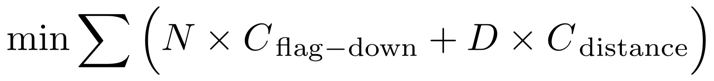 min ∑ (N × C_flag−down + D × C_distance)